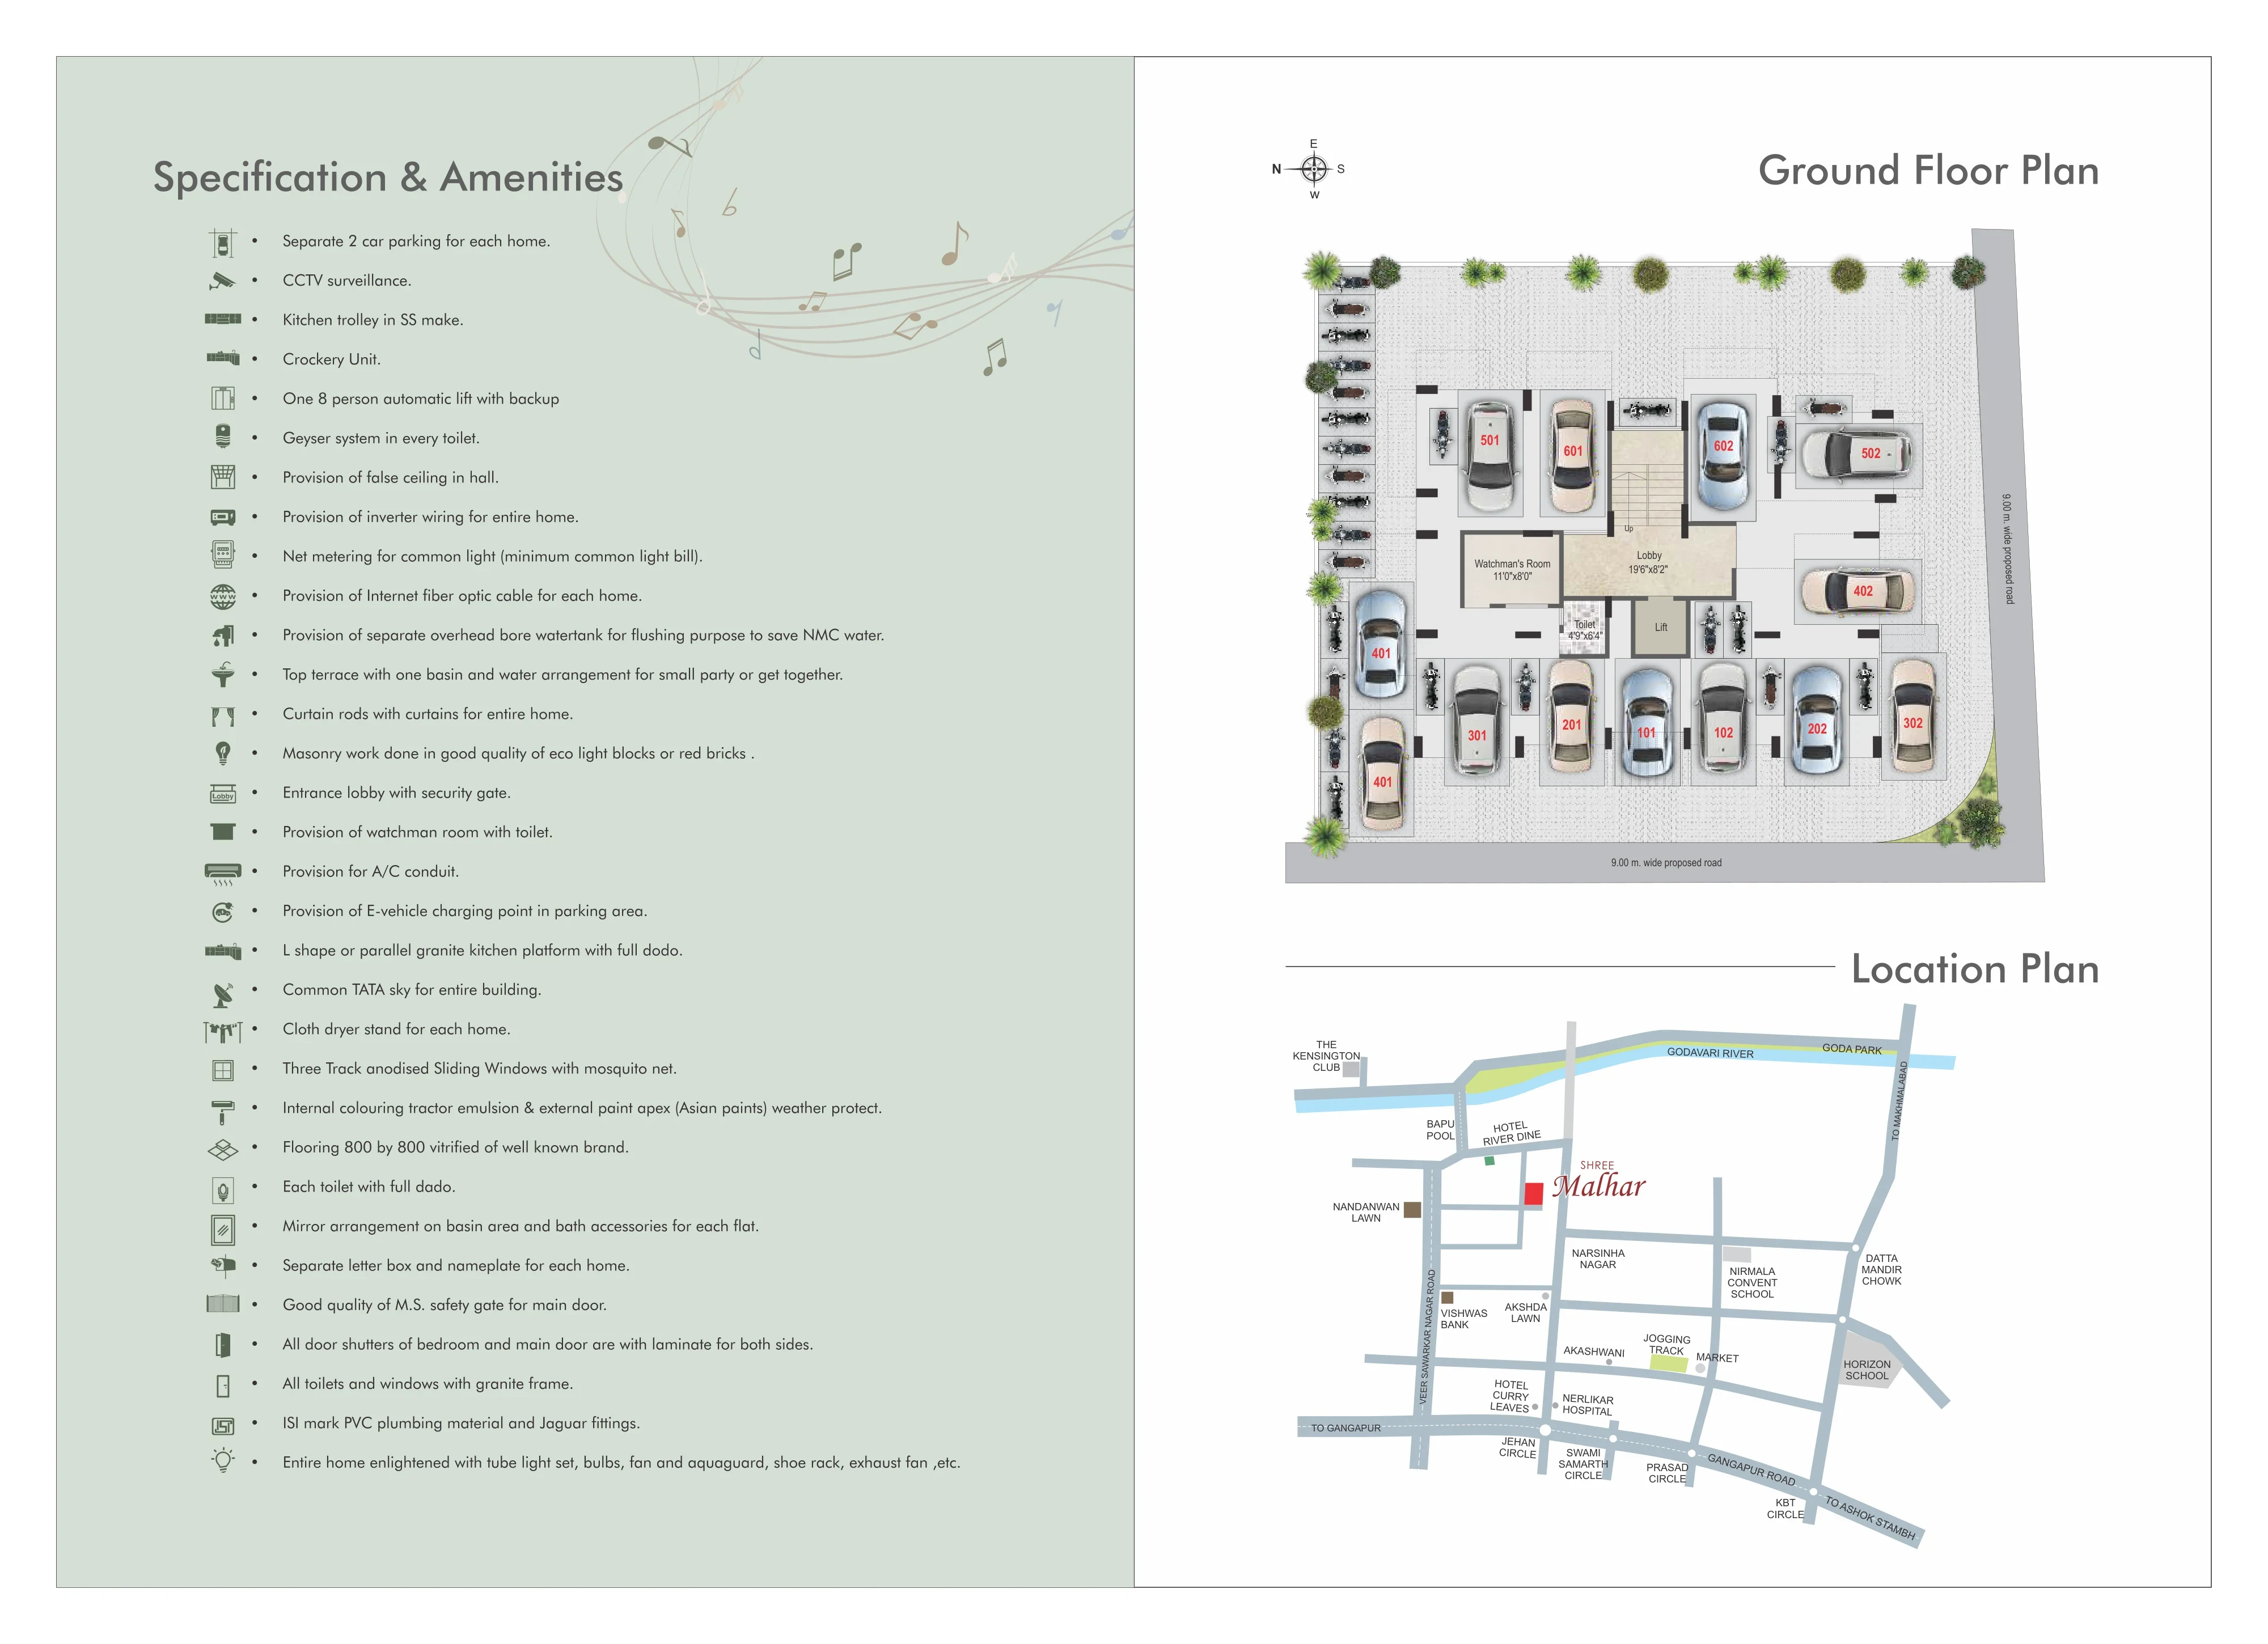 Specification & Amenities
• Separate 2 car parking for each home.
• CCTV surveillance.
• Kitchen trolley in SS make.
• Crockery Unit.
• One 8 person automatic lift with backup
• Geyser system in every toilet.
• Provision of false ceiling in hall.
• Provision of inverter wiring for entire home.
• Net metering for common light (minimum common light bill).
• Provision of Internet fiber optic cable for each home.
• Provision of separate overhead bore watertank for flushing purpose to save NMC water.
• Top terrace with one basin and water arrangement for small party or get together.
• Curtain rods with curtains for entire home.
• Masonry work done in good quality of eco light blocks or red bricks .
Lobby
• Entrance lobby with security gate.
• Provision of watchman room with toilet.
• Provision for A/C conduit.
• Provision of E-vehicle charging point in parking area.
• L shape or parallel granite kitchen platform with full dodo.
• Common TATA sky for entire building.
• Cloth dryer stand for each home.
• Three Track anodised Sliding Windows with mosquito net.
• Internal colouring tractor emulsion & external paint apex (Asian paints) weather protect.
• Flooring 800 by 800 vitrified of well known brand.
• Each toilet with full dado.
• Mirror arrangement on basin area and bath accessories for each flat.
• Separate letter box and nameplate for each home.
• Good quality of M.S. safety gate for main door.
• All door shutters of bedroom and main door are with laminate for both sides.
• All toilets and windows with granite frame.
• ISI mark PVC plumbing material and Jaguar fittings.
• Entire home enlightened with tube light set, bulbs, fan and aquaguard, shoe rack, exhaust fan ,etc.
E
N S
W
Ground Floor Plan
501
601
602
502
Up
Lobby
19'6"x8'2"
Watchman's Room
11'0"x8'0"
402
Toilet
4'9"x6'4"
Lift
401
301
201
101
102
202
302
401
9.00 m. wide proposed road
9.00 m. wide proposed road
Location Plan
THE
KENSINGTON
CLUB
GODAVARI RIVER
GODA PARK
TO MAKHMALABAD
BAPU
POOL
HOTEL
RIVER DINE
SHREE
Malhar
NANDANWAN
LAWN
NARSINHA
NAGAR
NIRMALA
CONVENT
SCHOOL
DATTA
MANDIR
CHOWK
VEER SAWARKAR NAGAR ROAD
VISHWAS
BANK
AKSHDA
LAWN
AKASHWANI
JOGGING
TRACK
MARKET
HORIZON
SCHOOL
HOTEL
CURRY
LEAVES
NERLIKAR
HOSPITAL
TO GANGAPUR
JEHAN
CIRCLE
SWAMI
SAMARTH
CIRCLE
PRASAD
CIRCLE
GANGAPUR ROAD
KBT
CIRCLE
TO ASHOK STAMBH